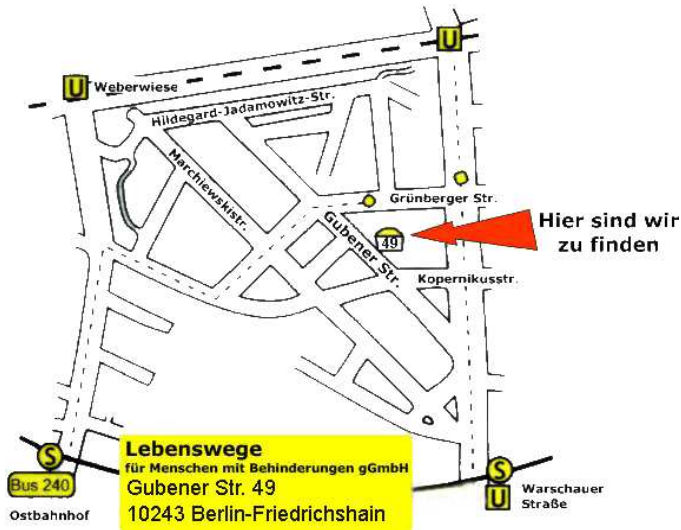 U
U Weberwiese
Hildegard-Jadamowitz-Str.
Marchlewskistr.
Grünberger Str.
Gubener Str.
49
Hier sind wir
zu finden
Kopernikusstr.
S
Bus 240
Ostbahnhof
Lebenswege
für Menschen mit Behinderungen gGmbH
Gubener Str. 49
10243 Berlin-Friedrichshain
S
U
Warschauer
Straße